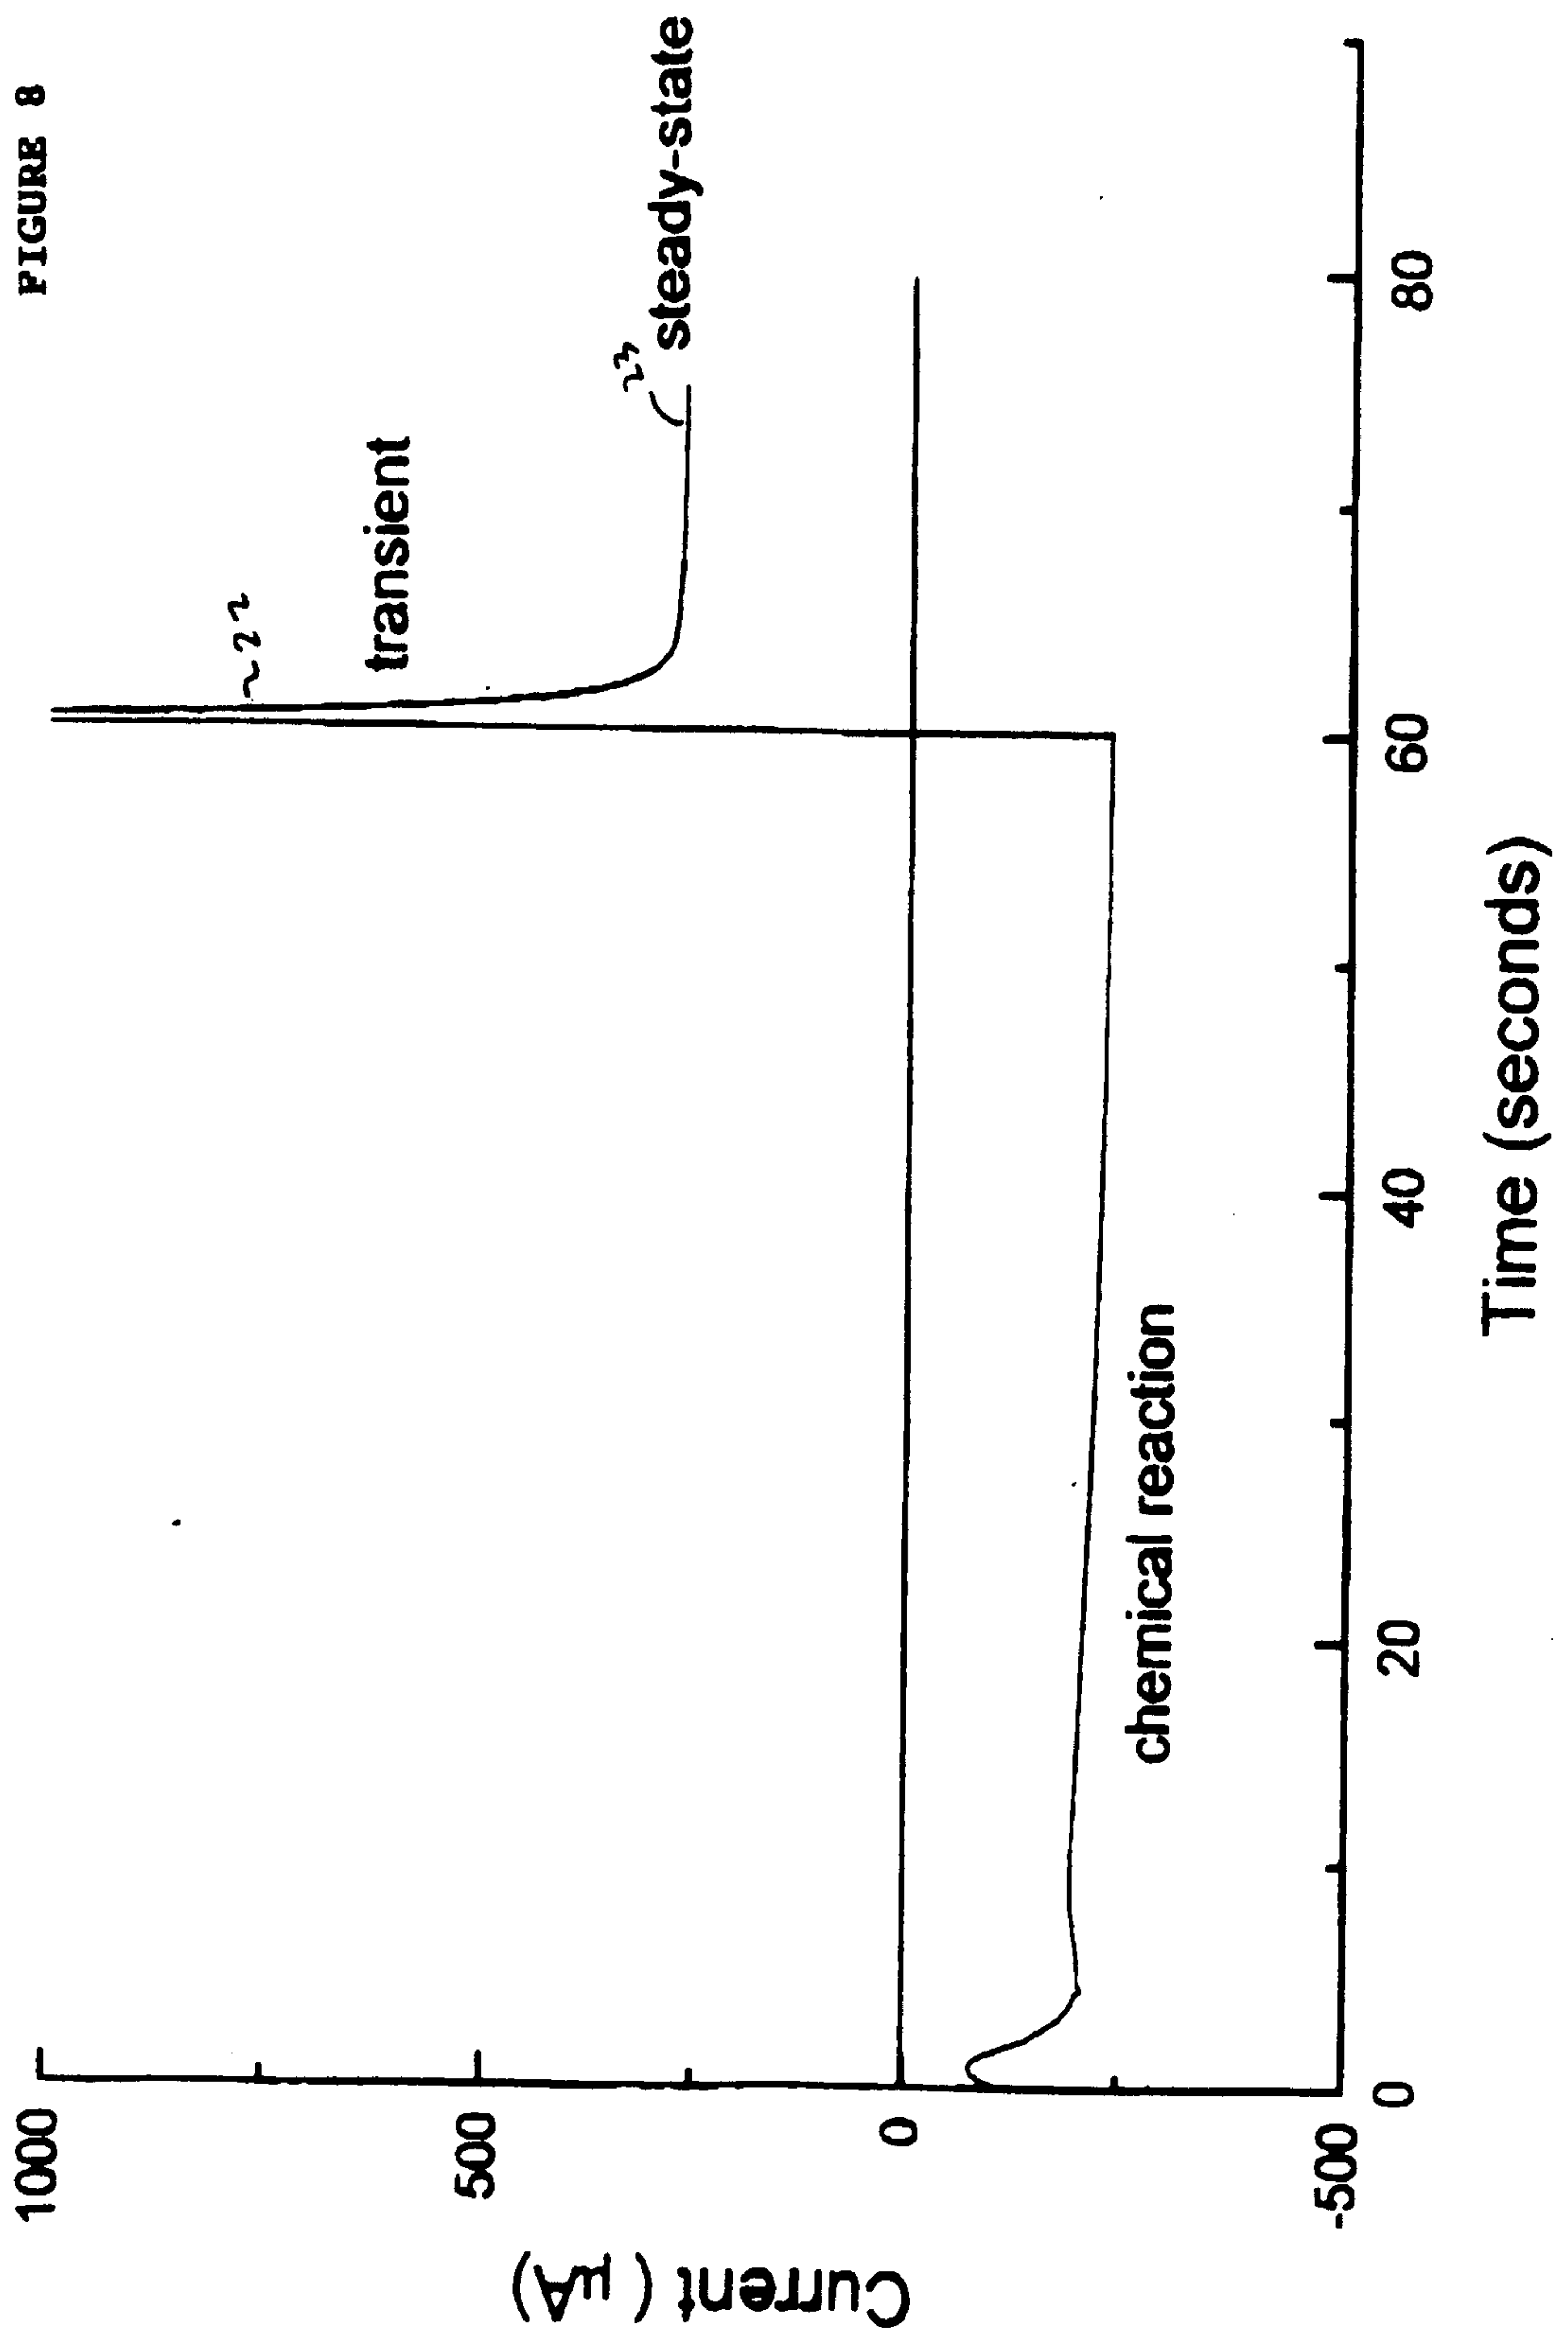 FIGURE 8
1000
500
0
-500
Current ( µA)
~22
transient
23
steady-state
chemical reaction
0
20
40
60
80
Time (seconds)